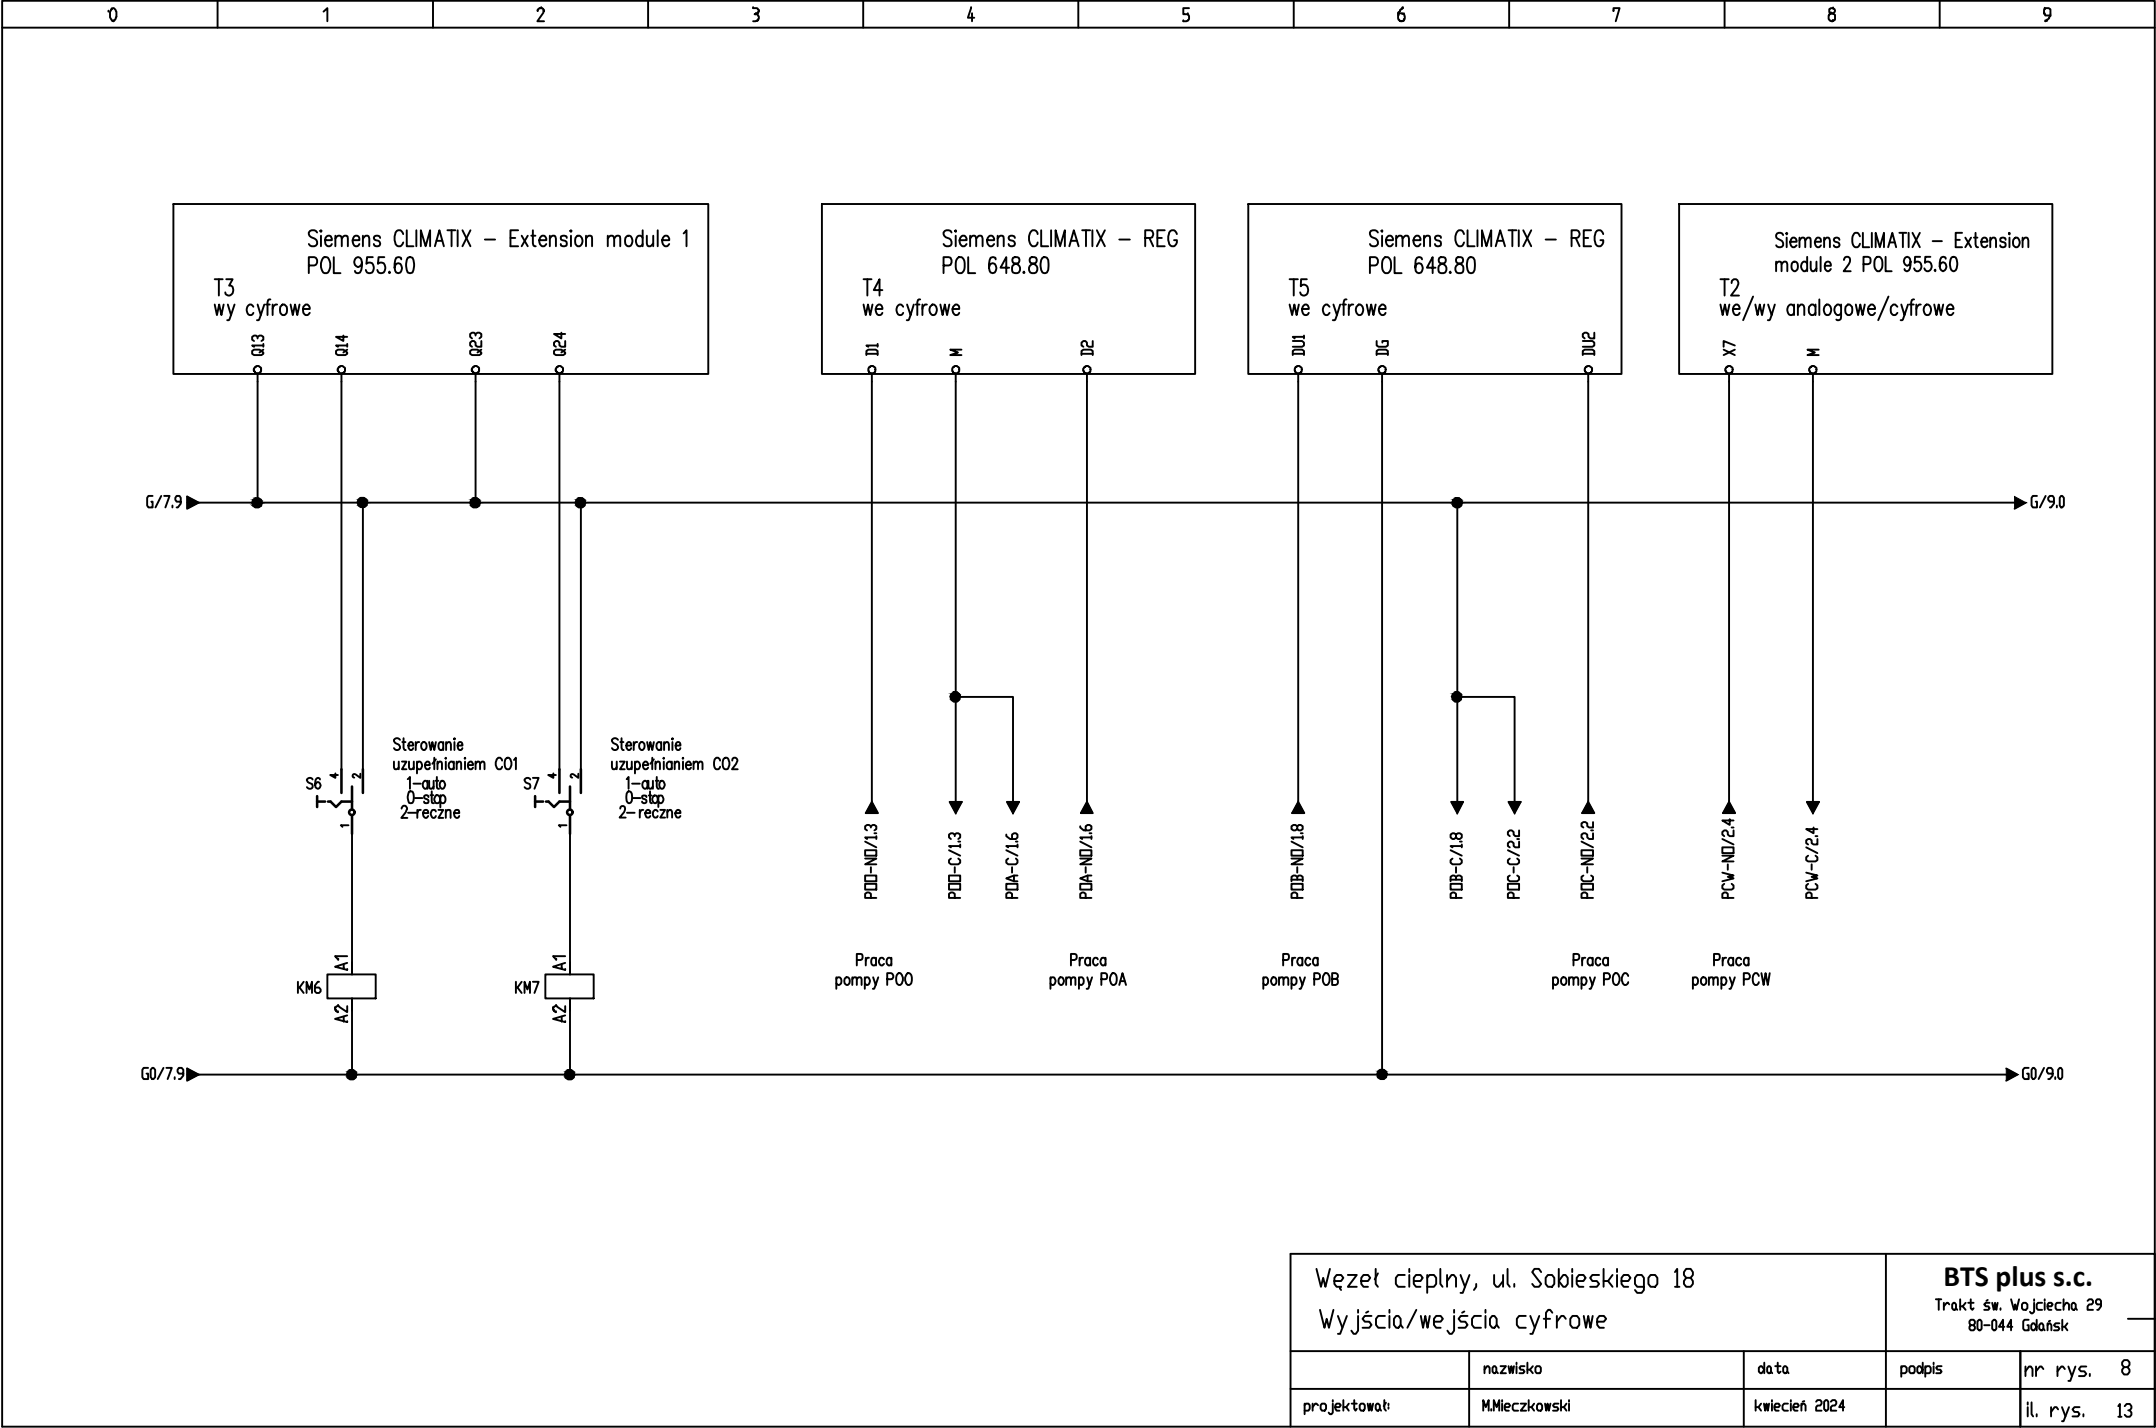 0 1 2 3 4 5 6 7 8 9
Siemens CLIMATIX - Extension module 1
POL 955.60
T3
wy cyfrowe
Q13 Q14 Q23 Q24
Siemens CLIMATIX - REG
POL 648.80
T4
we cyfrowe
D1 M D2
Siemens CLIMATIX - REG
POL 648.80
T5
we cyfrowe
DU1 DG DU2
Siemens CLIMATIX - Extension
module 2 POL 955.60
T2
we/wy analogowe/cyfrowe
X7 M
G/7.9 G/9.0
Sterowanie
uzupełnianiem CO1
1-auto
0-stop
2-reczne
S6 4 2
1
Sterowanie
uzupełnianiem CO2
1-auto
0-stop
2-reczne
S7 4 2
1
POO-NO/1.3
POO-C/1.3
POA-C/1.6
POA-NO/1.6
POB-NO/1.8
POB-C/1.8
POC-C/2.2
POC-NO/2.2
PCW-NO/2.4
PCW-C/2.4
Praca
pompy POO
Praca
pompy POA
Praca
pompy POB
Praca
pompy POC
Praca
pompy PCW
A1
KM6
A2
A1
KM7
A2
G0/7.9 G0/9.0
Węzeł cieplny, ul. Sobieskiego 18
Wyjścia/wejścia cyfrowe
BTS plus s.c.
Trakt św. Wojciecha 29
80-044 Gdańsk
nazwisko data podpis nr rys. 8
projektował: M.Mieczkowski kwiecień 2024 il. rys. 13